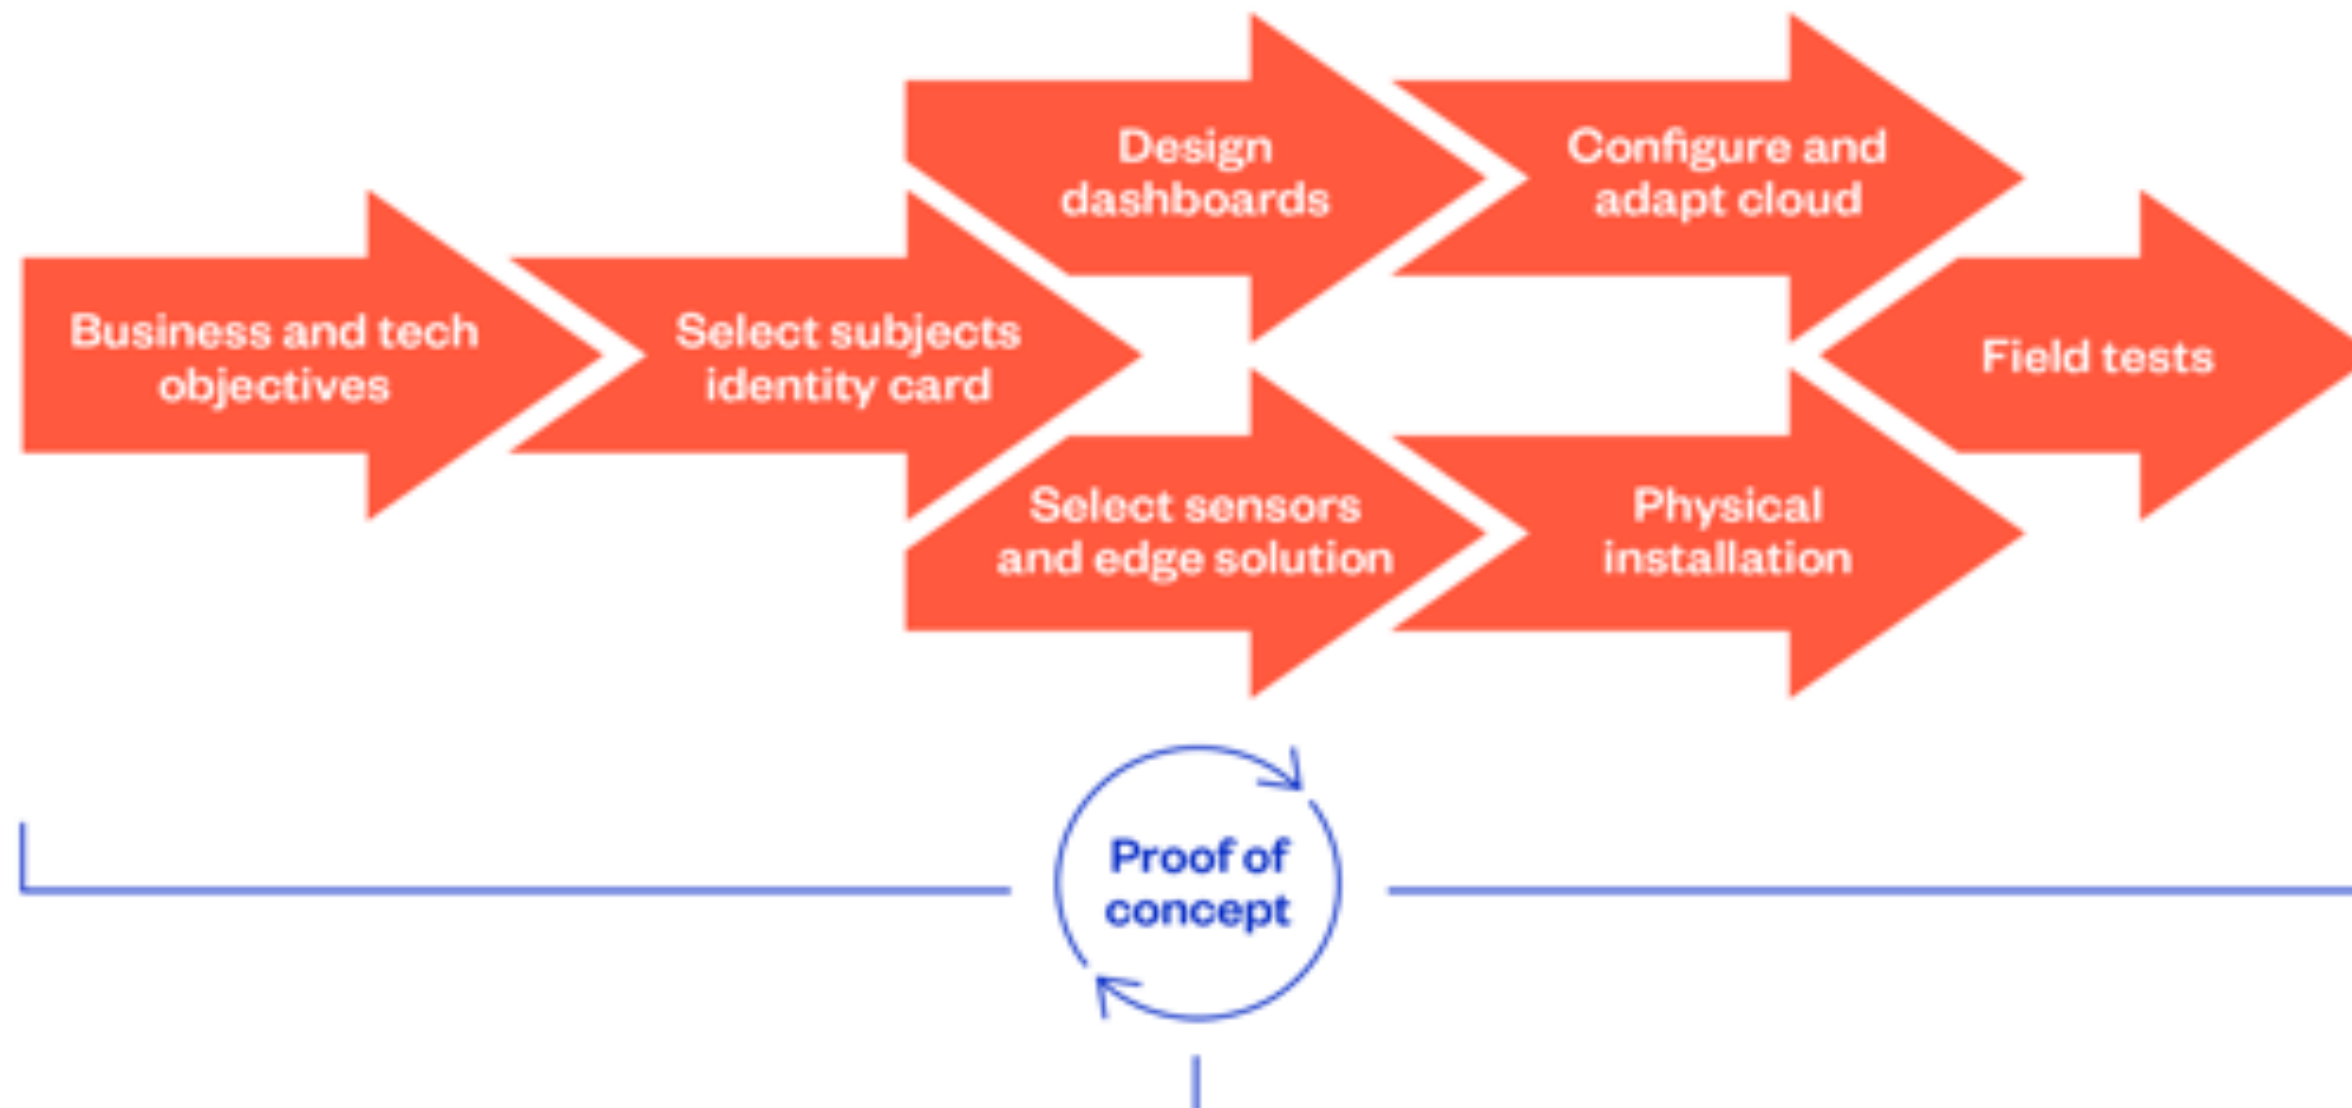 Business and tech
objectives
Select subjects
identity card
Design
dashboards
Configure and
adapt cloud
Select sensors
and edge solution
Physical
installation
Field tests
Proof of
concept